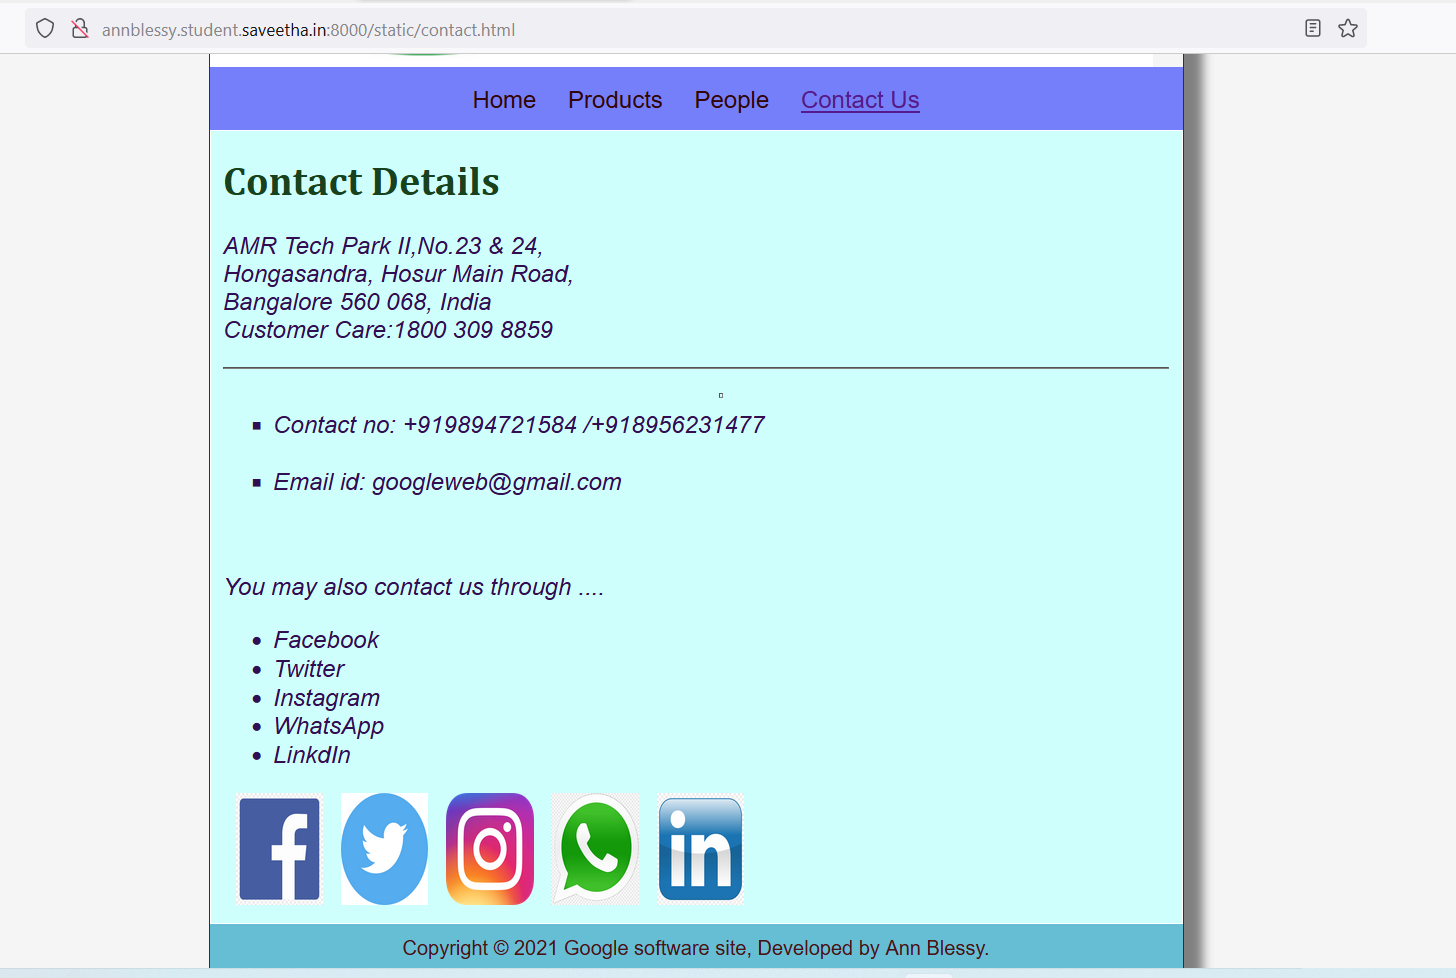 annblessy.student.saveetha.in:8000/static/contact.html
Home Products People Contact Us
Contact Details
AMR Tech Park II,No.23 & 24,
Hongasandra, Hosur Main Road,
Bangalore 560 068, India
Customer Care:1800 309 8859
Contact no: +919894721584 /+918956231477
Email id: googleweb@gmail.com
You may also contact us through ....
Facebook
Twitter
Instagram
WhatsApp
LinkdIn
f in
Copyright © 2021 Google software site, Developed by Ann Blessy.